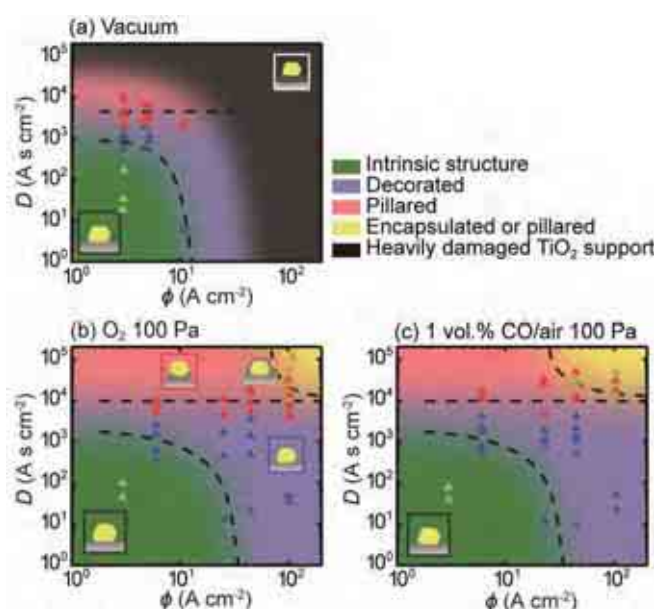 (a) Vacuum
10⁵
10⁴
10³
10²
10¹
10⁰
D (A s cm⁻²)
10⁰ 10¹ 10²
ϕ (A cm⁻²)
Intrinsic structure
Decorated
Pillared
Encapsulated or pillared
Heavily damaged TiO₂ support
(b) O₂ 100 Pa
10⁵
10⁴
10³
10²
10¹
10⁰
D (A s cm⁻²)
10⁰ 10¹ 10²
ϕ (A cm⁻²)
(c) 1 vol.% CO/air 100 Pa
10⁵
10⁴
10³
10²
10¹
10⁰
D (A s cm⁻²)
10⁰ 10¹ 10²
ϕ (A cm⁻²)